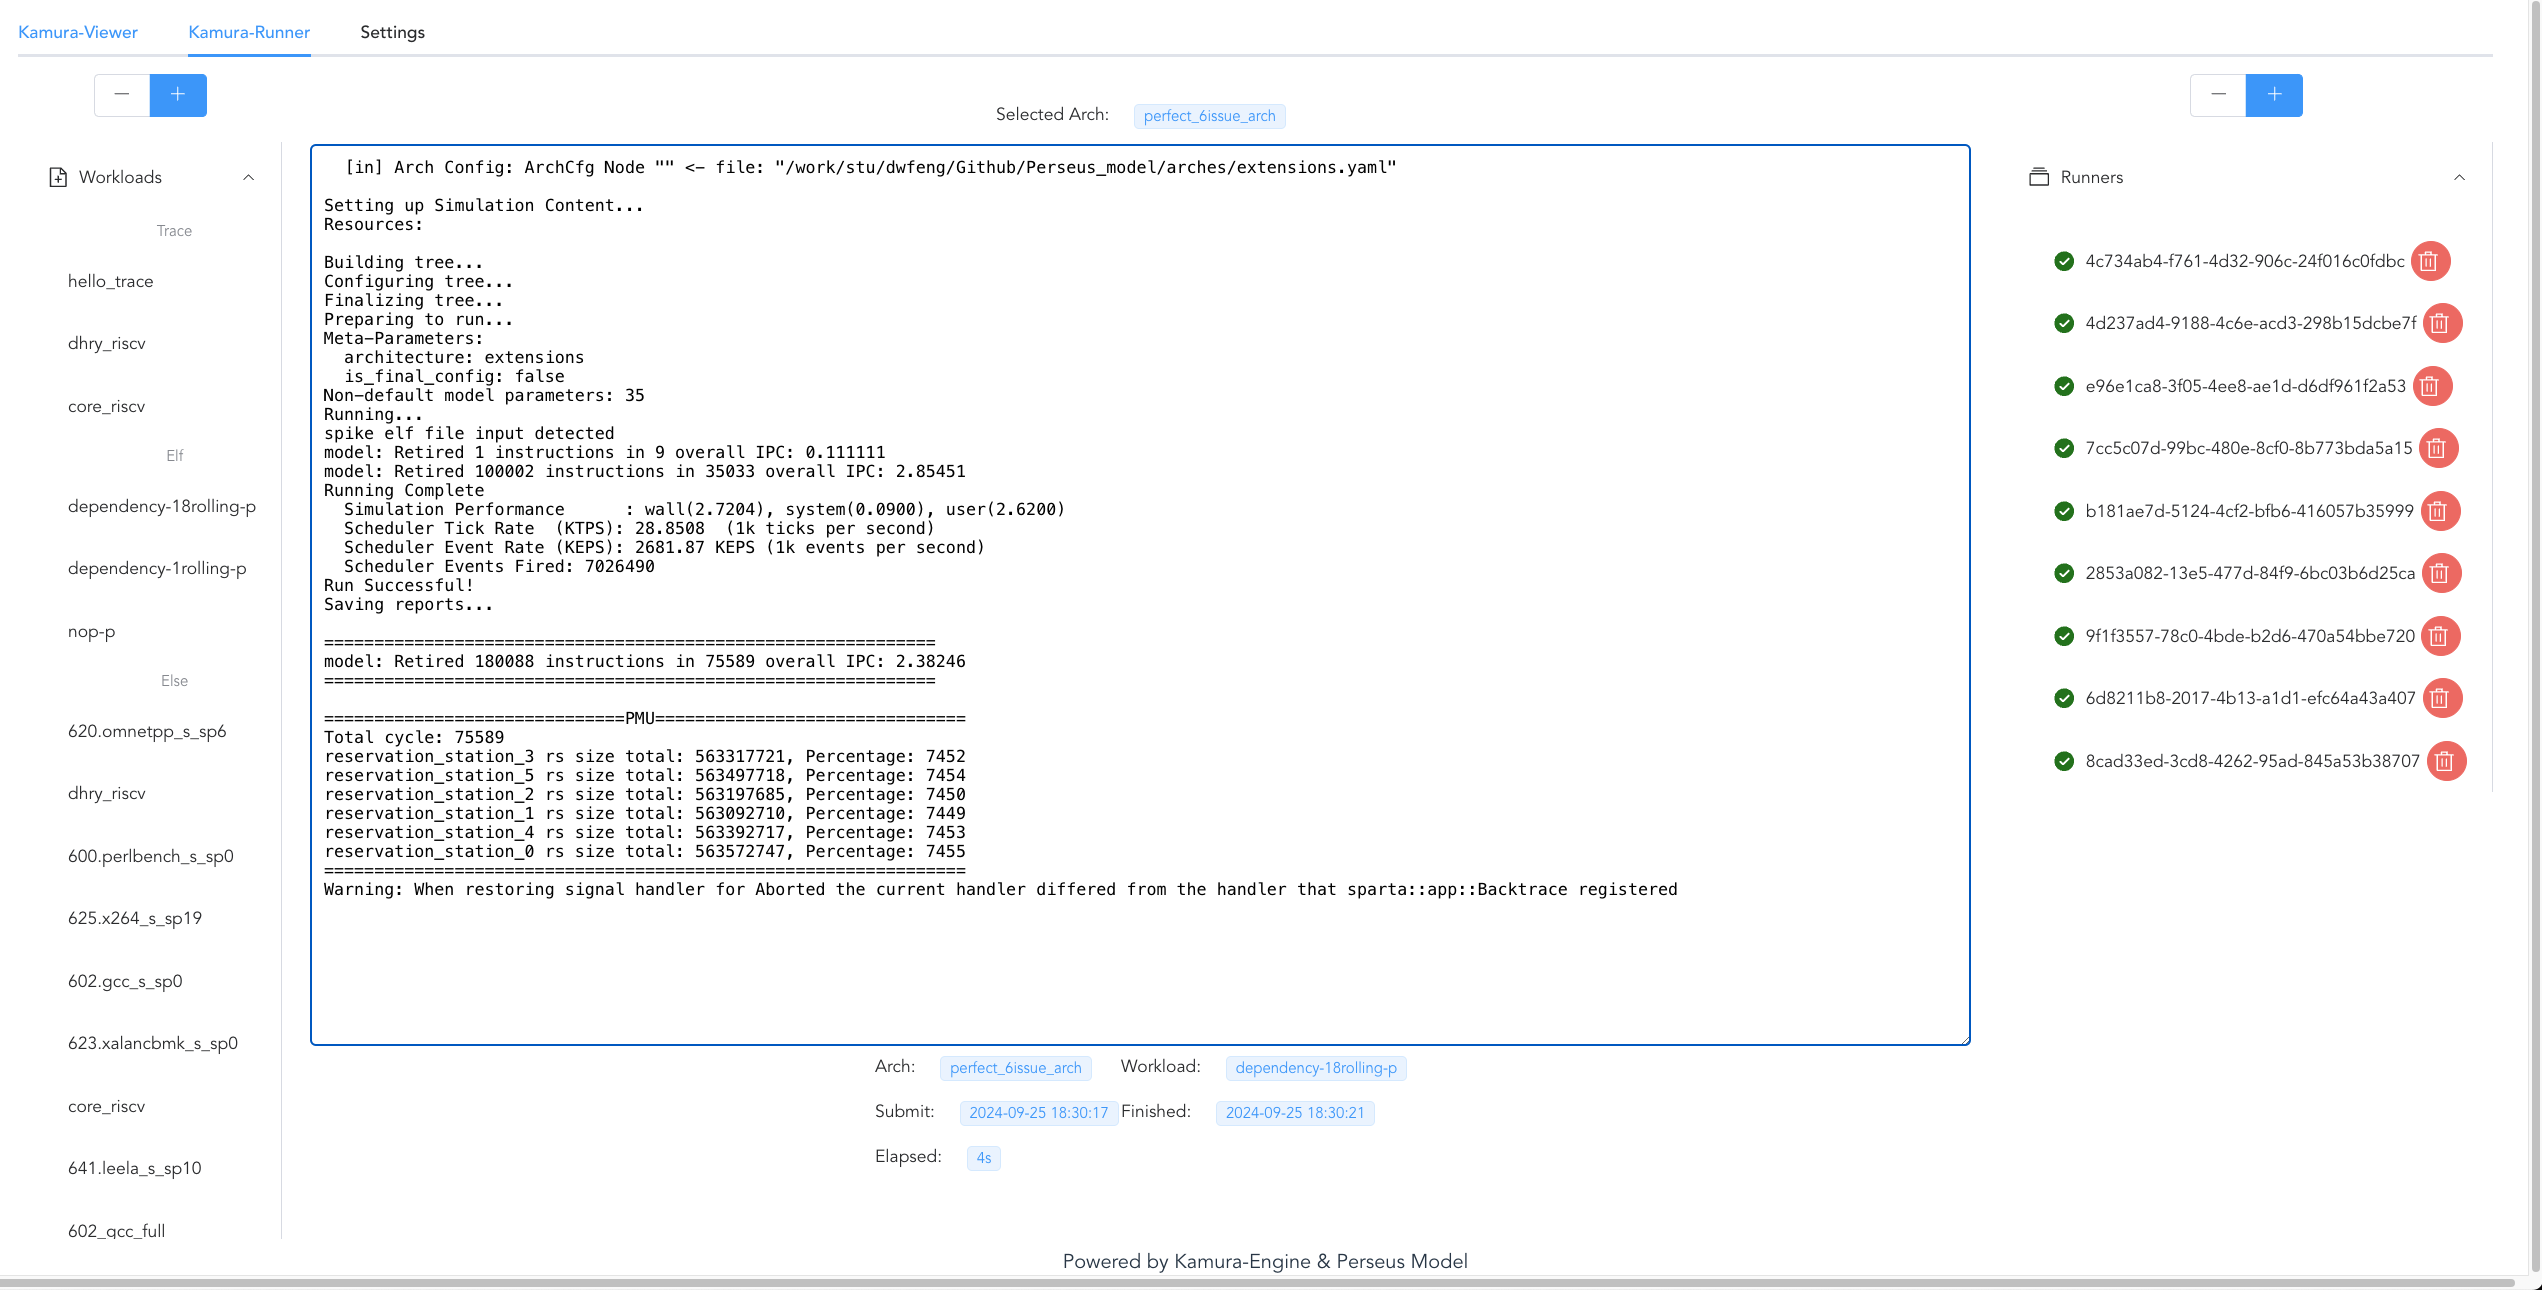 Kamura-Viewer
Kamura-Runner
Settings
Selected Arch: perfect_6issue_arch
Workloads
Trace
hello_trace
dhry_riscv
core_riscv
Elf
dependency-18rolling-p
dependency-1rolling-p
nop-p
Else
620.omnetpp_s_sp6
dhry_riscv
600.perlbench_s_sp0
625.x264_s_sp19
602.gcc_s_sp0
623.xalancbmk_s_sp0
core_riscv
641.leela_s_sp10
602_gcc_full
[in] Arch Config: ArchCfg Node "" <- file: "/work/stu/dwfeng/Github/Perseus_model/arches/extensions.yaml"
Setting up Simulation Content...
Resources:
Building tree...
Configuring tree...
Finalizing tree...
Preparing to run...
Meta-Parameters:
architecture: extensions
is_final_config: false
Non-default model parameters: 35
Running...
spike elf file input detected
model: Retired 1 instructions in 9 overall IPC: 0.111111
model: Retired 100002 instructions in 35033 overall IPC: 2.85451
Running Complete
Simulation Performance      : wall(2.7204), system(0.0900), user(2.6200)
Scheduler Tick Rate  (KTPS): 28.8508  (1k ticks per second)
Scheduler Event Rate (KEPS): 2681.87 KEPS (1k events per second)
Scheduler Events Fired: 7026490
Run Successful!
Saving reports...
=============================================================
model: Retired 180088 instructions in 75589 overall IPC: 2.38246
=============================================================
==============================PMU===============================
Total cycle: 75589
reservation_station_3 rs size total: 563317721, Percentage: 7452
reservation_station_5 rs size total: 563497718, Percentage: 7454
reservation_station_2 rs size total: 563197685, Percentage: 7450
reservation_station_1 rs size total: 563092710, Percentage: 7449
reservation_station_4 rs size total: 563392717, Percentage: 7453
reservation_station_0 rs size total: 563572747, Percentage: 7455
================================================================
Warning: When restoring signal handler for Aborted the current handler differed from the handler that sparta::app::Backtrace registered
Arch: perfect_6issue_arch Workload: dependency-18rolling-p
Submit: 2024-09-25 18:30:17 Finished: 2024-09-25 18:30:21
Elapsed: 4s
Runners
4c734ab4-f761-4d32-906c-24f016c0fdbc
4d237ad4-9188-4c6e-acd3-298b15dcbe7f
e96e1ca8-3f05-4ee8-ae1d-d6df961f2a53
7cc5c07d-99bc-480e-8cf0-8b773bda5a15
b181ae7d-5124-4cf2-bfb6-416057b35999
2853a082-13e5-477d-84f9-6bc03b6d25ca
9f1f3557-78c0-4bde-b2d6-470a54bbe720
6d8211b8-2017-4b13-a1d1-efc64a43a407
8cad33ed-3cd8-4262-95ad-845a53b38707
Powered by Kamura-Engine & Perseus Model